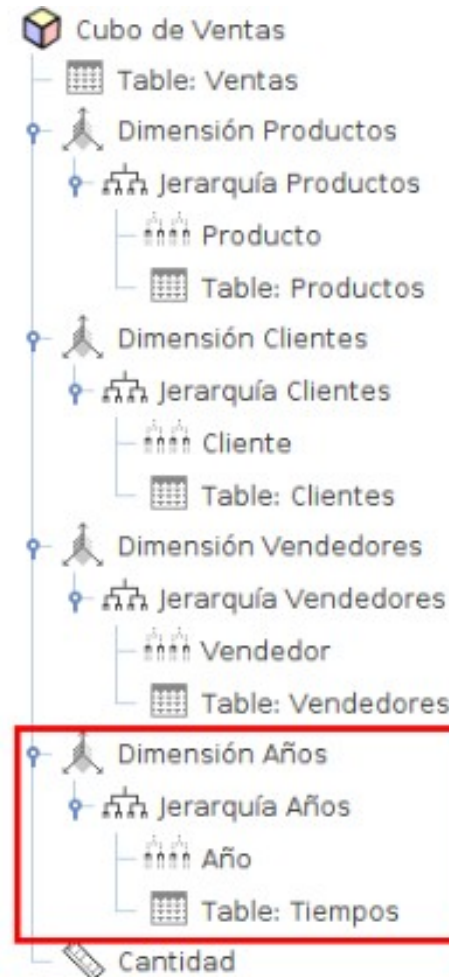 Cubo de Ventas
Table: Ventas
Dimensión Productos
Jerarquía Productos
Producto
Table: Productos
Dimensión Clientes
Jerarquía Clientes
Cliente
Table: Clientes
Dimensión Vendedores
Jerarquía Vendedores
Vendedor
Table: Vendedores
Dimensión Años
Jerarquía Años
Año
Table: Tiempos
Cantidad